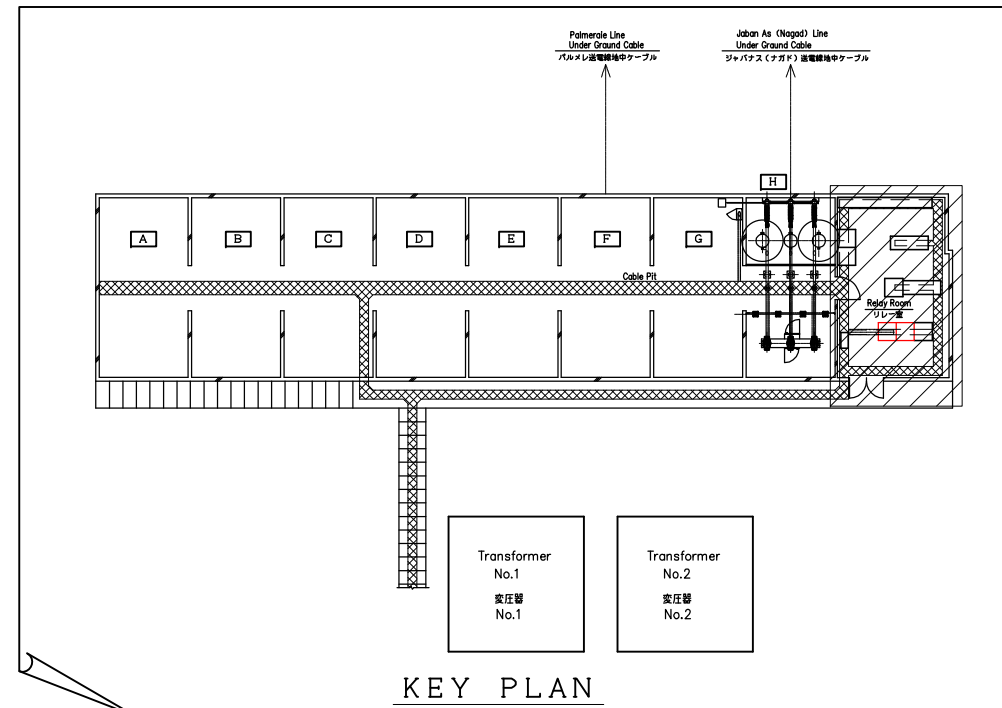 Palmeraie Line
Under Ground Cable
パルメレ送電線地中ケーブル
Jaban As (Nagad) Line
Under Ground Cable
ジャバナス(ナガド)送電線地中ケーブル
H
A
B
C
D
E
F
G
Cable Pit
Relay Room
リレー室
Transformer
No.1
変圧器
No.1
Transformer
No.2
変圧器
No.2
KEY PLAN